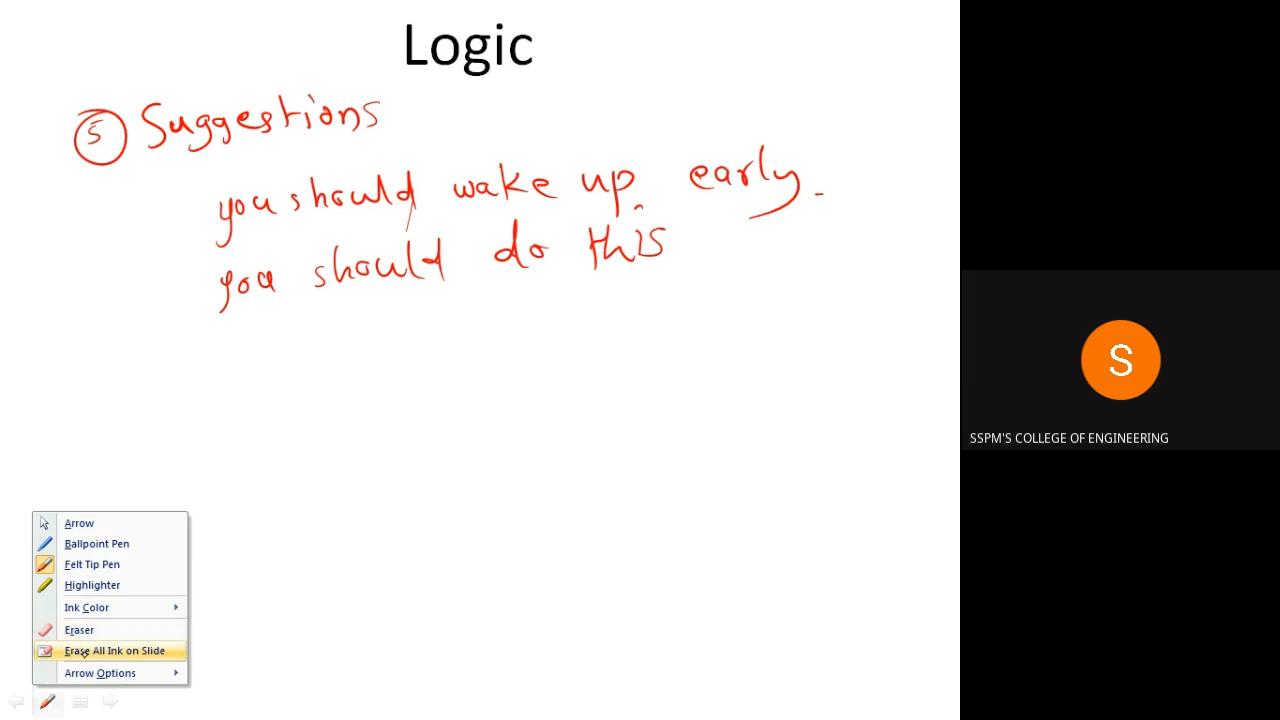 Logic
5 Suggestions
you should wake up early.
you should do this
Arrow
Ballpoint Pen
Felt Tip Pen
Highlighter
Ink Color
Eraser
Erase All Ink on Slide
Arrow Options
S
SSPM'S COLLEGE OF ENGINEERING